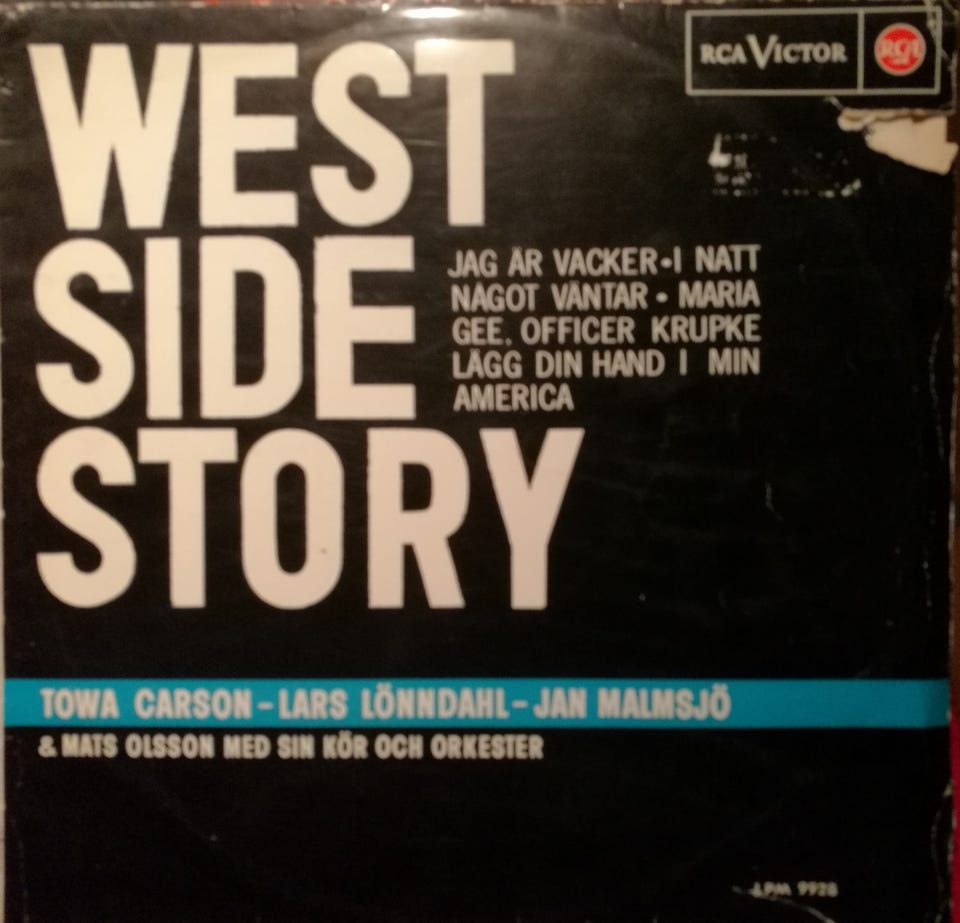 WEST
SIDE
STORY
RCA VICTOR
RCA
JAG ÄR VACKER • I NATT
NÅGOT VÄNTAR • MARIA
GEE. OFFICER KRUPKE
LÄGG DIN HAND I MIN
AMERICA
TOWA CARSON – LARS LÖNNDAHL – JAN MALMSJÖ
& MATS OLSSON MED SIN KÖR OCH ORKESTER
LPM 9928